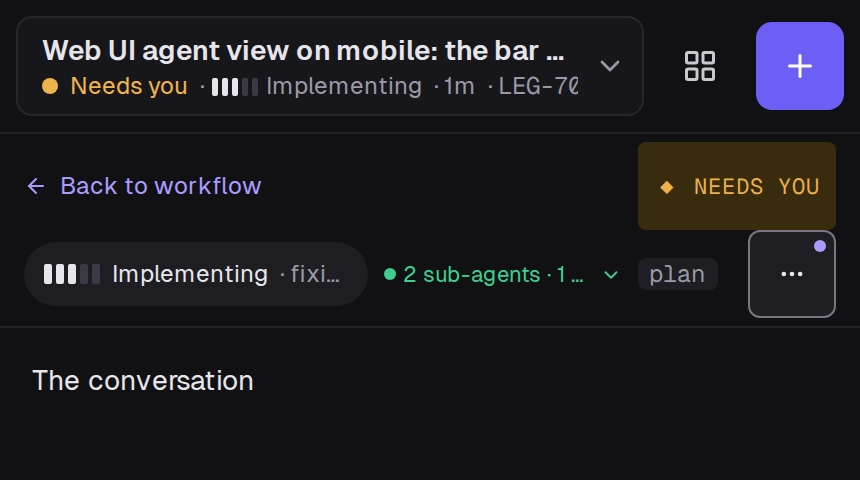 Web UI agent view on mobile: the bar …
Needs you · Implementing · 1m · LEG-70
Back to workflow
◆ NEEDS YOU
Implementing · fixi…
2 sub-agents · 1…
plan
The conversation